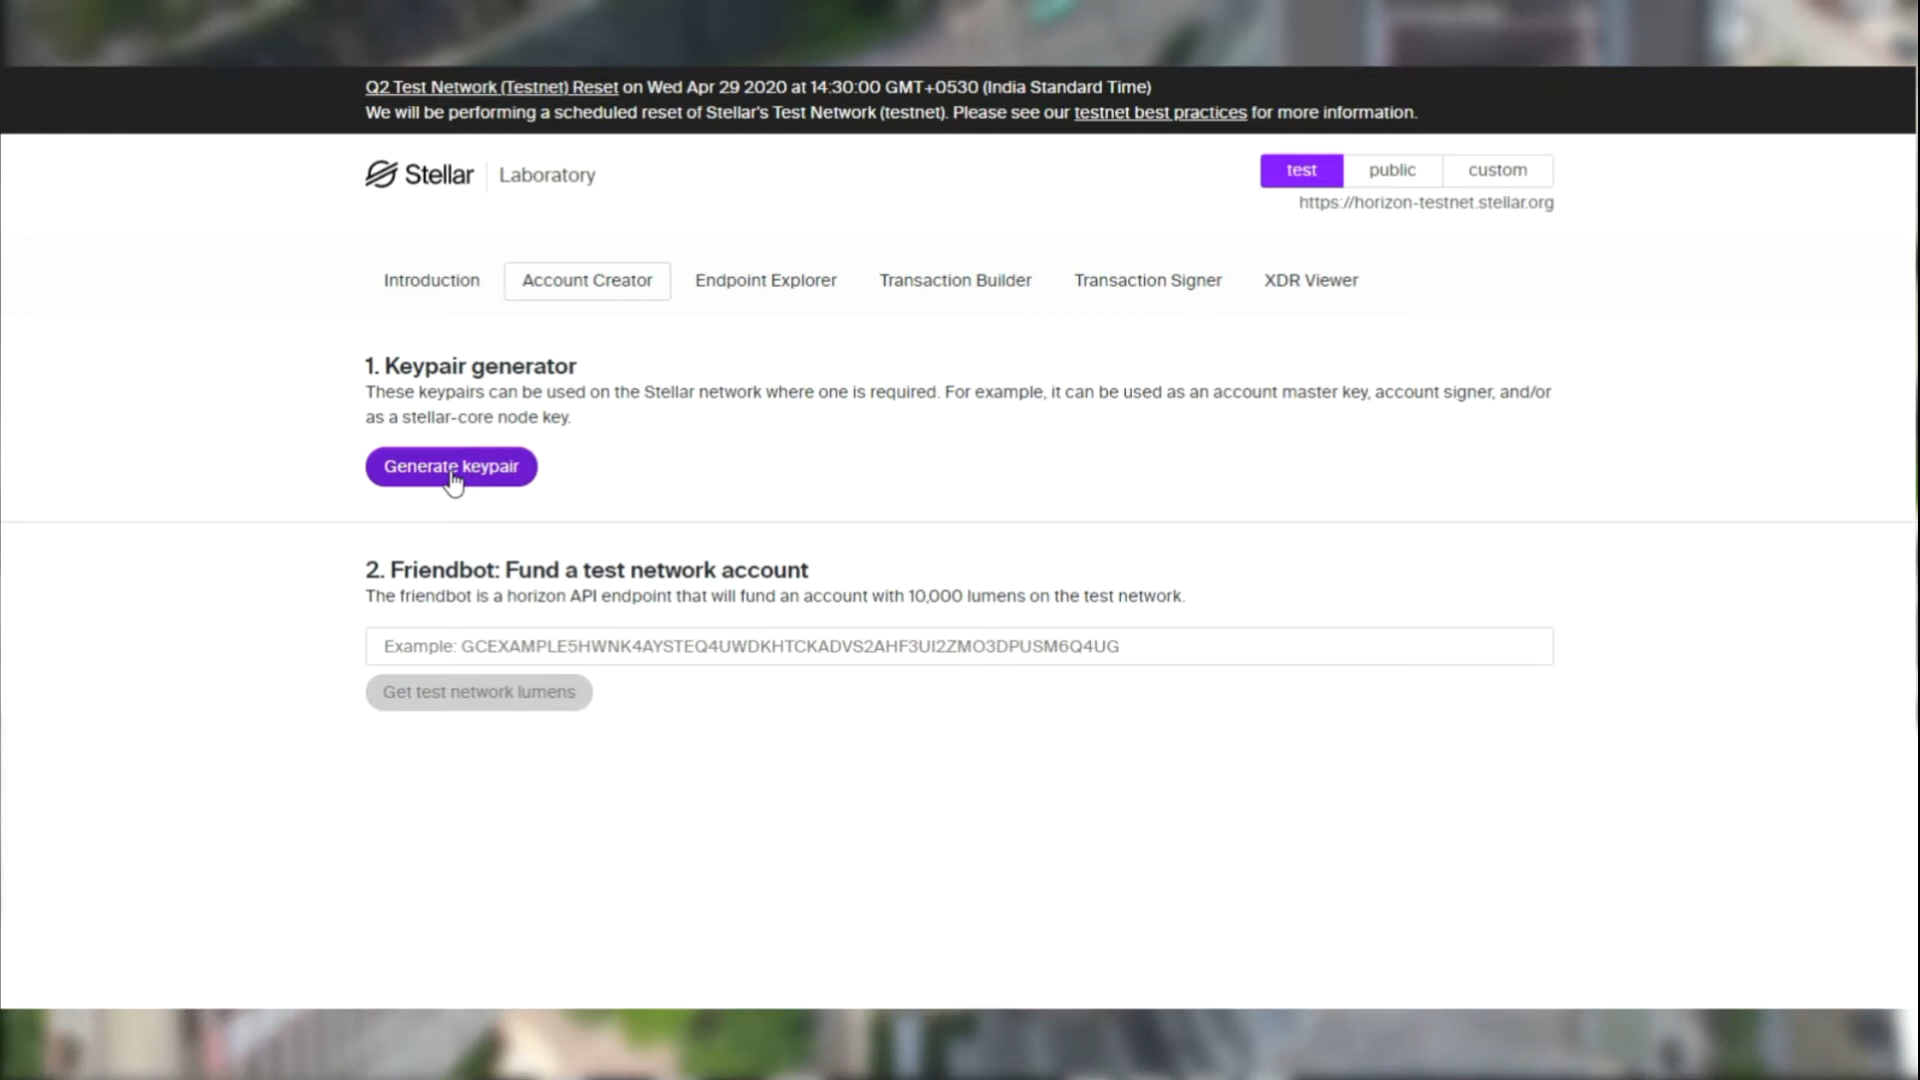 Q2 Test Network (Testnet) Reset on Wed Apr 29 2020 at 14:30:00 GMT+0530 (India Standard Time)
We will be performing a scheduled reset of Stellar's Test Network (testnet). Please see our testnet best practices for more information.
Stellar Laboratory
test public custom
https://horizon-testnet.stellar.org
Introduction Account Creator Endpoint Explorer Transaction Builder Transaction Signer XDR Viewer
1. Keypair generator
These keypairs can be used on the Stellar network where one is required. For example, it can be used as an account master key, account signer, and/or
as a stellar-core node key.
Generate keypair
2. Friendbot: Fund a test network account
The friendbot is a horizon API endpoint that will fund an account with 10,000 lumens on the test network.
Example: GCEXAMPLE5HWNK4AYSTEQ4UWDKHTCKADVS2AHF3UI2ZMO3DPUSM6Q4UG
Get test network lumens